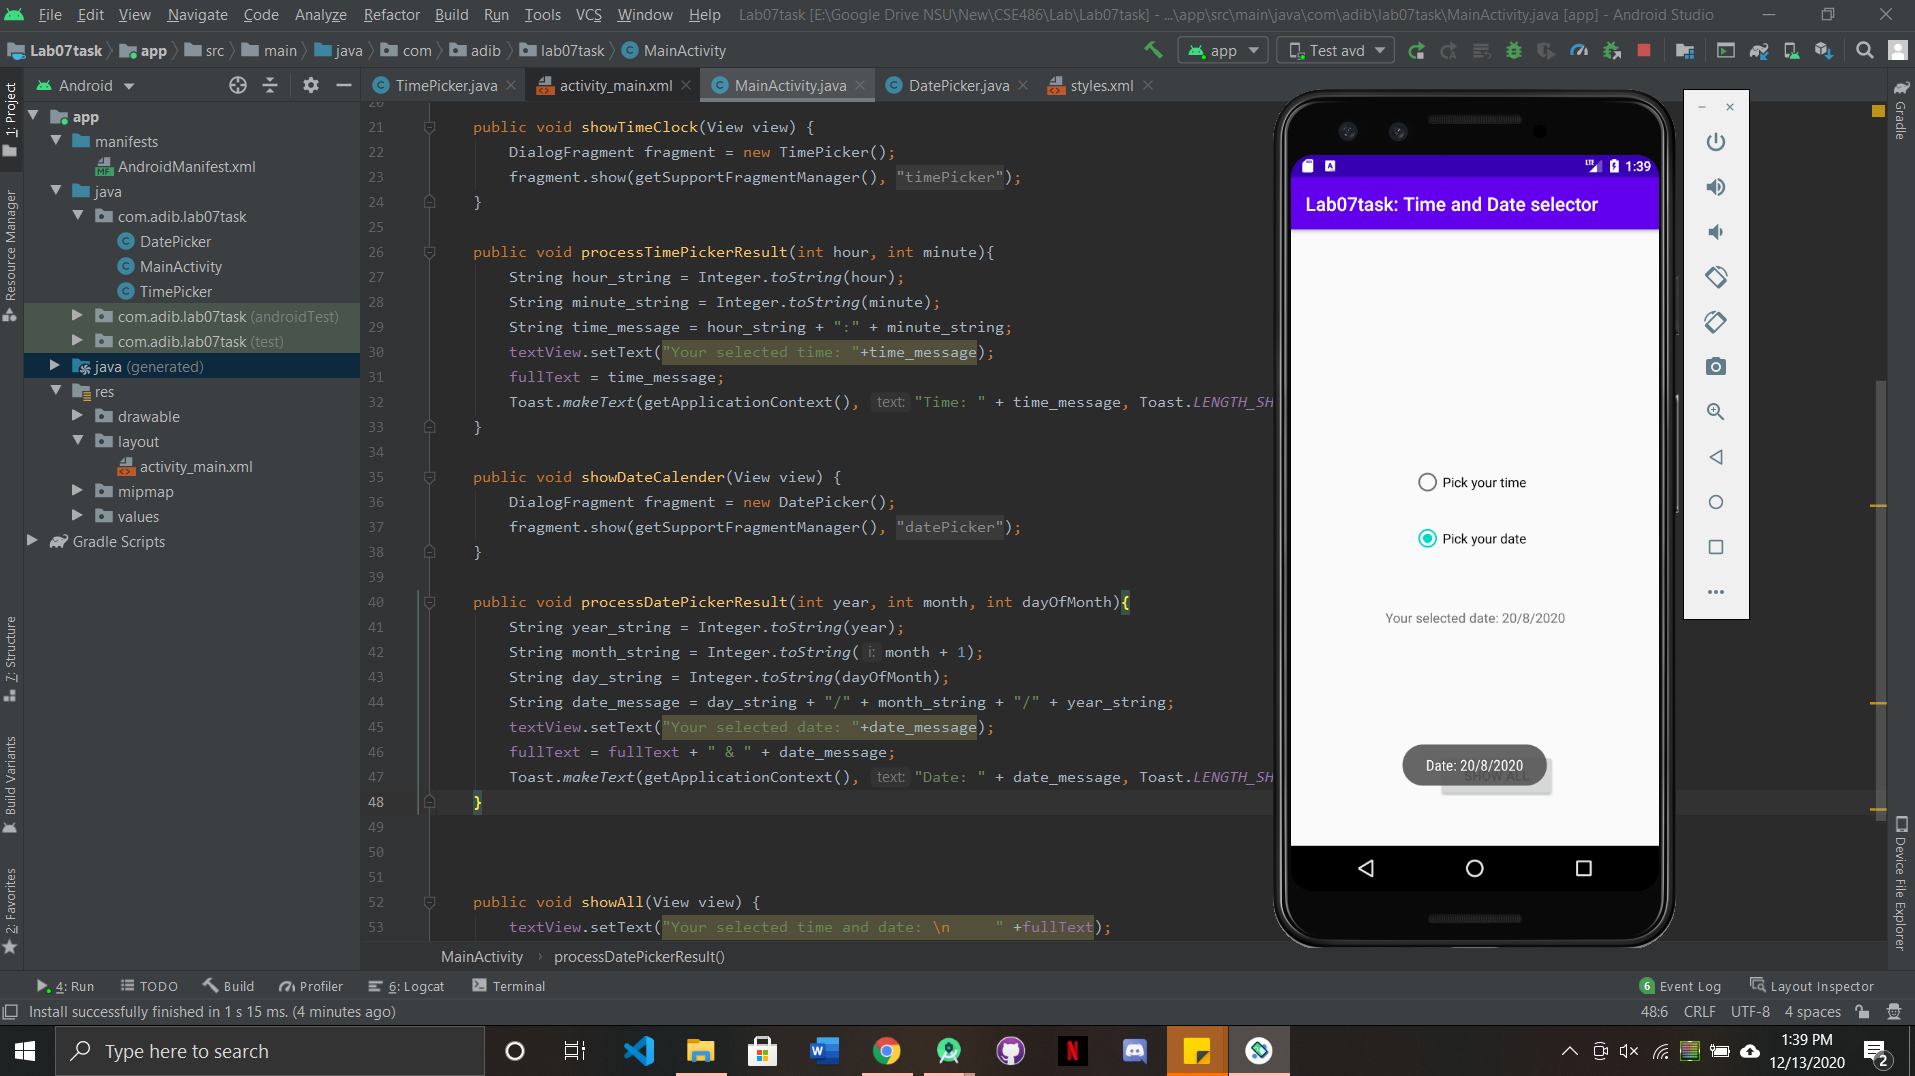 File Edit View Navigate Code Analyze Refactor Build Run Tools VCS Window Help Lab07task [E:\Google Drive NSU\New\CSE486\Lab\Lab07task] - ...\app\src\main\java\com\adib\lab07task\MainActivity.java [app] - Android Studio
Lab07task app src main java com adib lab07task MainActivity app Test avd
Android TimePicker.java activity_main.xml MainActivity.java DatePicker.java styles.xml
1: Project
Resource Manager
7: Structure
Build Variants
2: Favorites
app
manifests
AndroidManifest.xml
java
com.adib.lab07task
DatePicker
MainActivity
TimePicker
com.adib.lab07task (androidTest)
com.adib.lab07task (test)
java (generated)
res
drawable
layout
activity_main.xml
mipmap
values
Gradle Scripts
20
21 public void showTimeClock(View view) {
22 DialogFragment fragment = new TimePicker();
23 fragment.show(getSupportFragmentManager(), "timePicker");
24 }
25
26 public void processTimePickerResult(int hour, int minute){
27 String hour_string = Integer.toString(hour);
28 String minute_string = Integer.toString(minute);
29 String time_message = hour_string + ":" + minute_string;
30 textView.setText("Your selected time: "+time_message);
31 fullText = time_message;
32 Toast.makeText(getApplicationContext(), text: "Time: " + time_message, Toast.LENGTH_SH
33 }
34
35 public void showDateCalender(View view) {
36 DialogFragment fragment = new DatePicker();
37 fragment.show(getSupportFragmentManager(), "datePicker");
38 }
39
40 public void processDatePickerResult(int year, int month, int dayOfMonth){
41 String year_string = Integer.toString(year);
42 String month_string = Integer.toString( i: month + 1);
43 String day_string = Integer.toString(dayOfMonth);
44 String date_message = day_string + "/" + month_string + "/" + year_string;
45 textView.setText("Your selected date: "+date_message);
46 fullText = fullText + " & " + date_message;
47 Toast.makeText(getApplicationContext(), text: "Date: " + date_message, Toast.LENGTH_SH
48 }
49
50
51
52 public void showAll(View view) {
53 textView.setText("Your selected time and date: \n     " +fullText);
MainActivity › processDatePickerResult()
LTE 1:39
Lab07task: Time and Date selector
Pick your time
Pick your date
Your selected date: 20/8/2020
Date: 20/8/2020
SHOW ALL
Gradle
Device File Explorer
4: Run TODO Build Profiler 6: Logcat Terminal 6 Event Log Layout Inspector
Install successfully finished in 1 s 15 ms. (4 minutes ago) 48:6 CRLF UTF-8 4 spaces
Type here to search
1:39 PM
12/13/2020
2